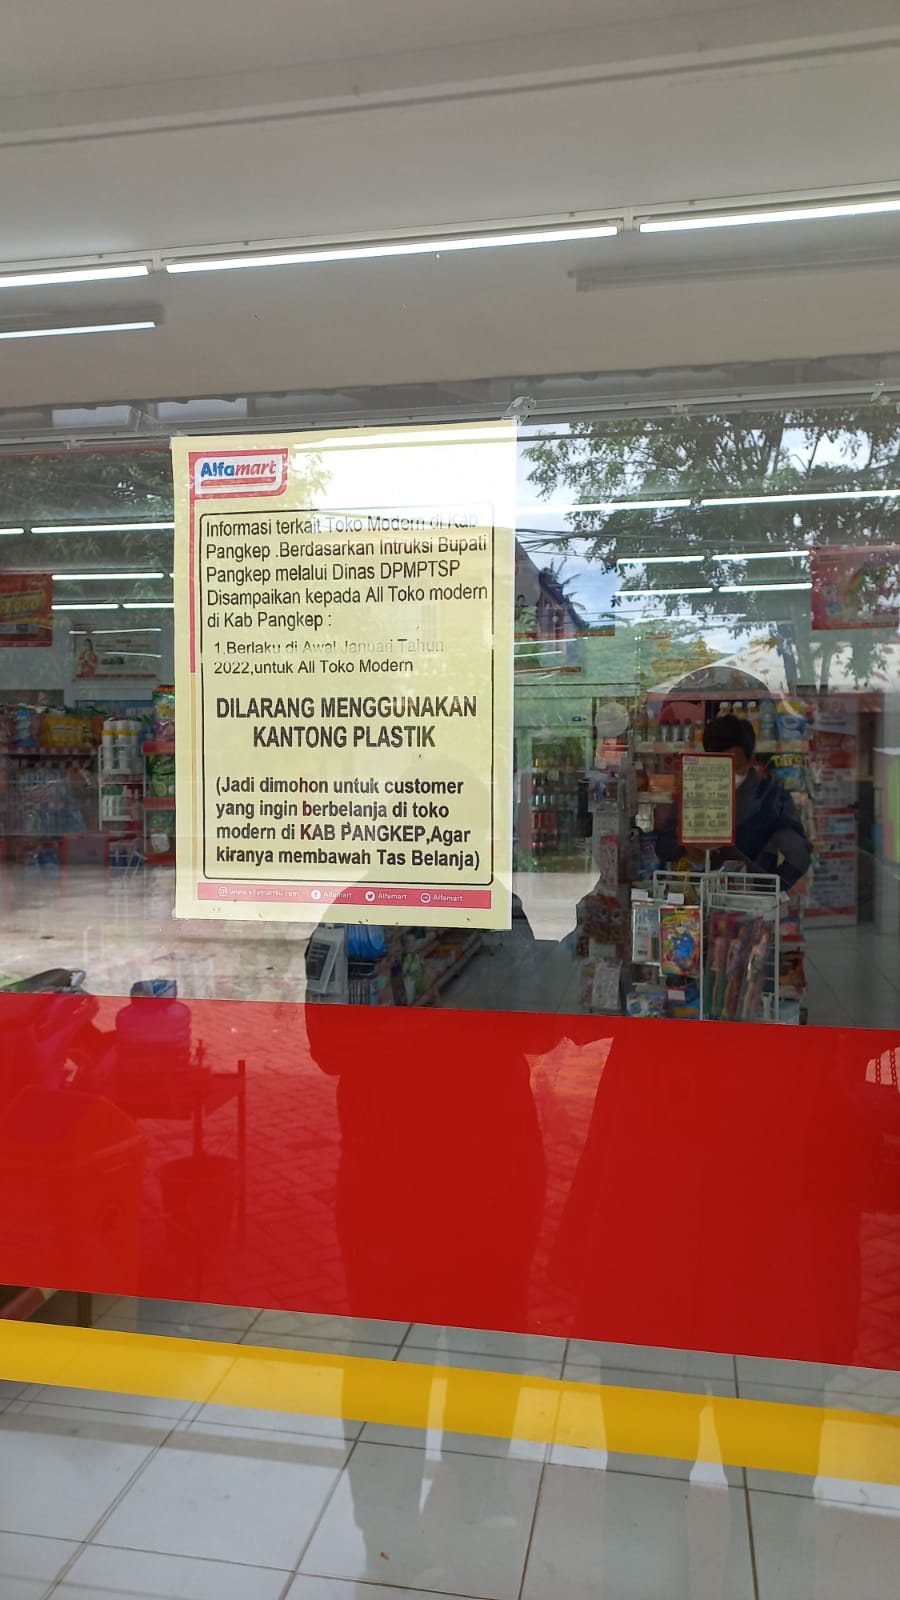 Alfamart
Informasi terkait Toko Modern di Kab
Pangkep .Berdasarkan Intruksi Bupati
Pangkep melalui Dinas DPMPTSP
Disampaikan kepada All Toko modern
di Kab Pangkep :
1.Berlaku di Awal Januari Tahun
2022,untuk All Toko Modern
DILARANG MENGGUNAKAN
KANTONG PLASTIK
(Jadi dimohon untuk customer
yang ingin berbelanja di toko
modern di KAB PANGKEP,Agar
kiranya membawah Tas Belanja)
www.alfamartku.com Alfamart Alfamart Alfamart